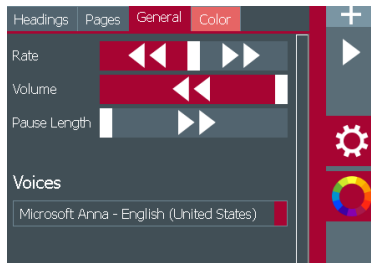 Headings Pages General Color
Rate
Volume
Pause Length
Voices
Microsoft Anna - English (United States)